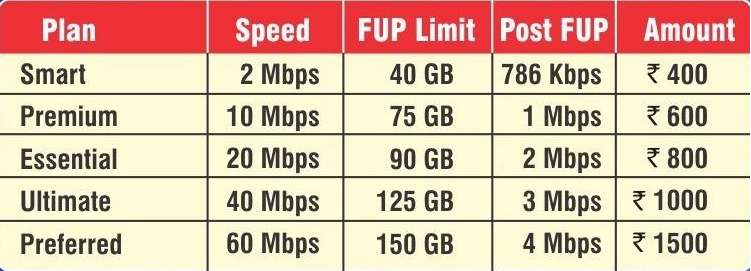 Plan Speed FUP Limit Post FUP Amount
Smart 2 Mbps 40 GB 786 Kbps ₹ 400
Premium 10 Mbps 75 GB 1 Mbps ₹ 600
Essential 20 Mbps 90 GB 2 Mbps ₹ 800
Ultimate 40 Mbps 125 GB 3 Mbps ₹ 1000
Preferred 60 Mbps 150 GB 4 Mbps ₹ 1500